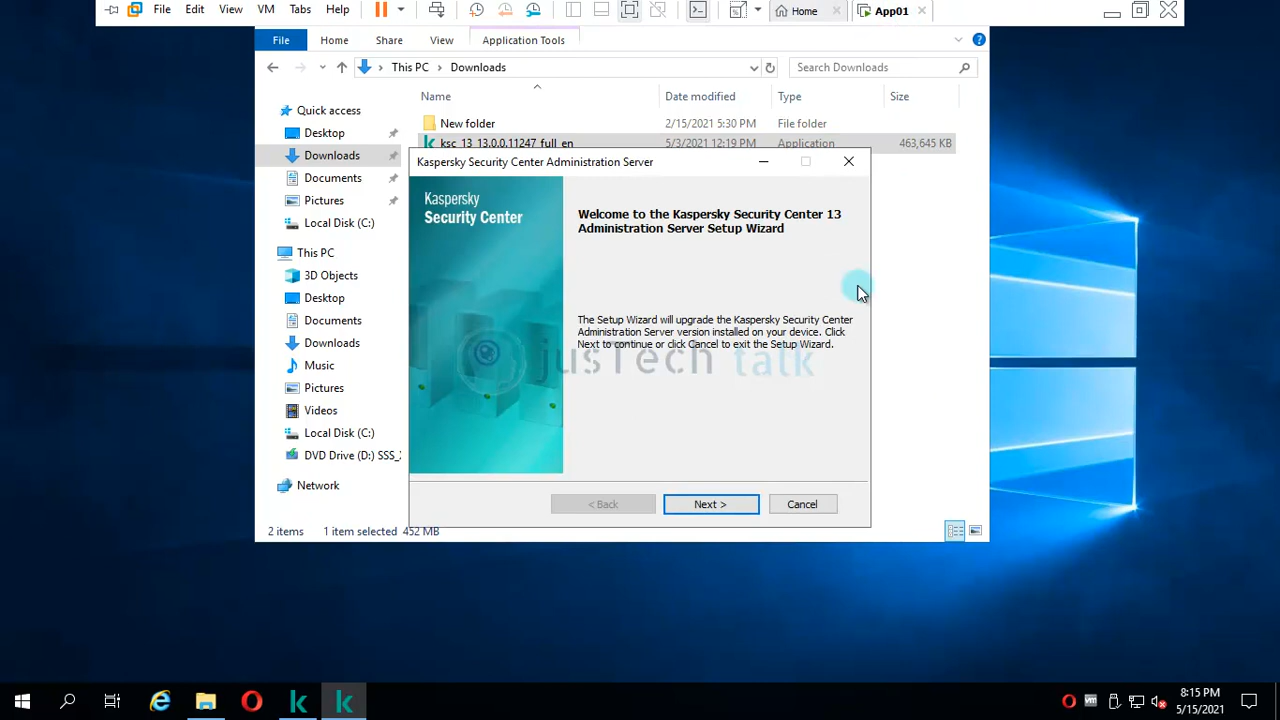 File Edit View VM Tabs Help Home App01
File Home Share View Application Tools
This PC Downloads Search Downloads
Name Date modified Type Size
Quick access
Desktop
Downloads
Documents
Pictures
Local Disk (C:)
This PC
3D Objects
Desktop
Documents
Downloads
Music
Pictures
Videos
Local Disk (C:)
DVD Drive (D:) SSS_
Network
New folder 2/15/2021 5:30 PM File folder
ksc_13_13.0.0.11247_full_en 5/3/2021 12:19 PM Application 463,645 KB
Kaspersky Security Center Administration Server
Kaspersky
Security Center
Welcome to the Kaspersky Security Center 13
Administration Server Setup Wizard
The Setup Wizard will upgrade the Kaspersky Security Center
Administration Server version installed on your device. Click
Next to continue or click Cancel to exit the Setup Wizard.
jusTech talk
< Back Next > Cancel
2 items 1 item selected 452 MB
8:15 PM
5/15/2021